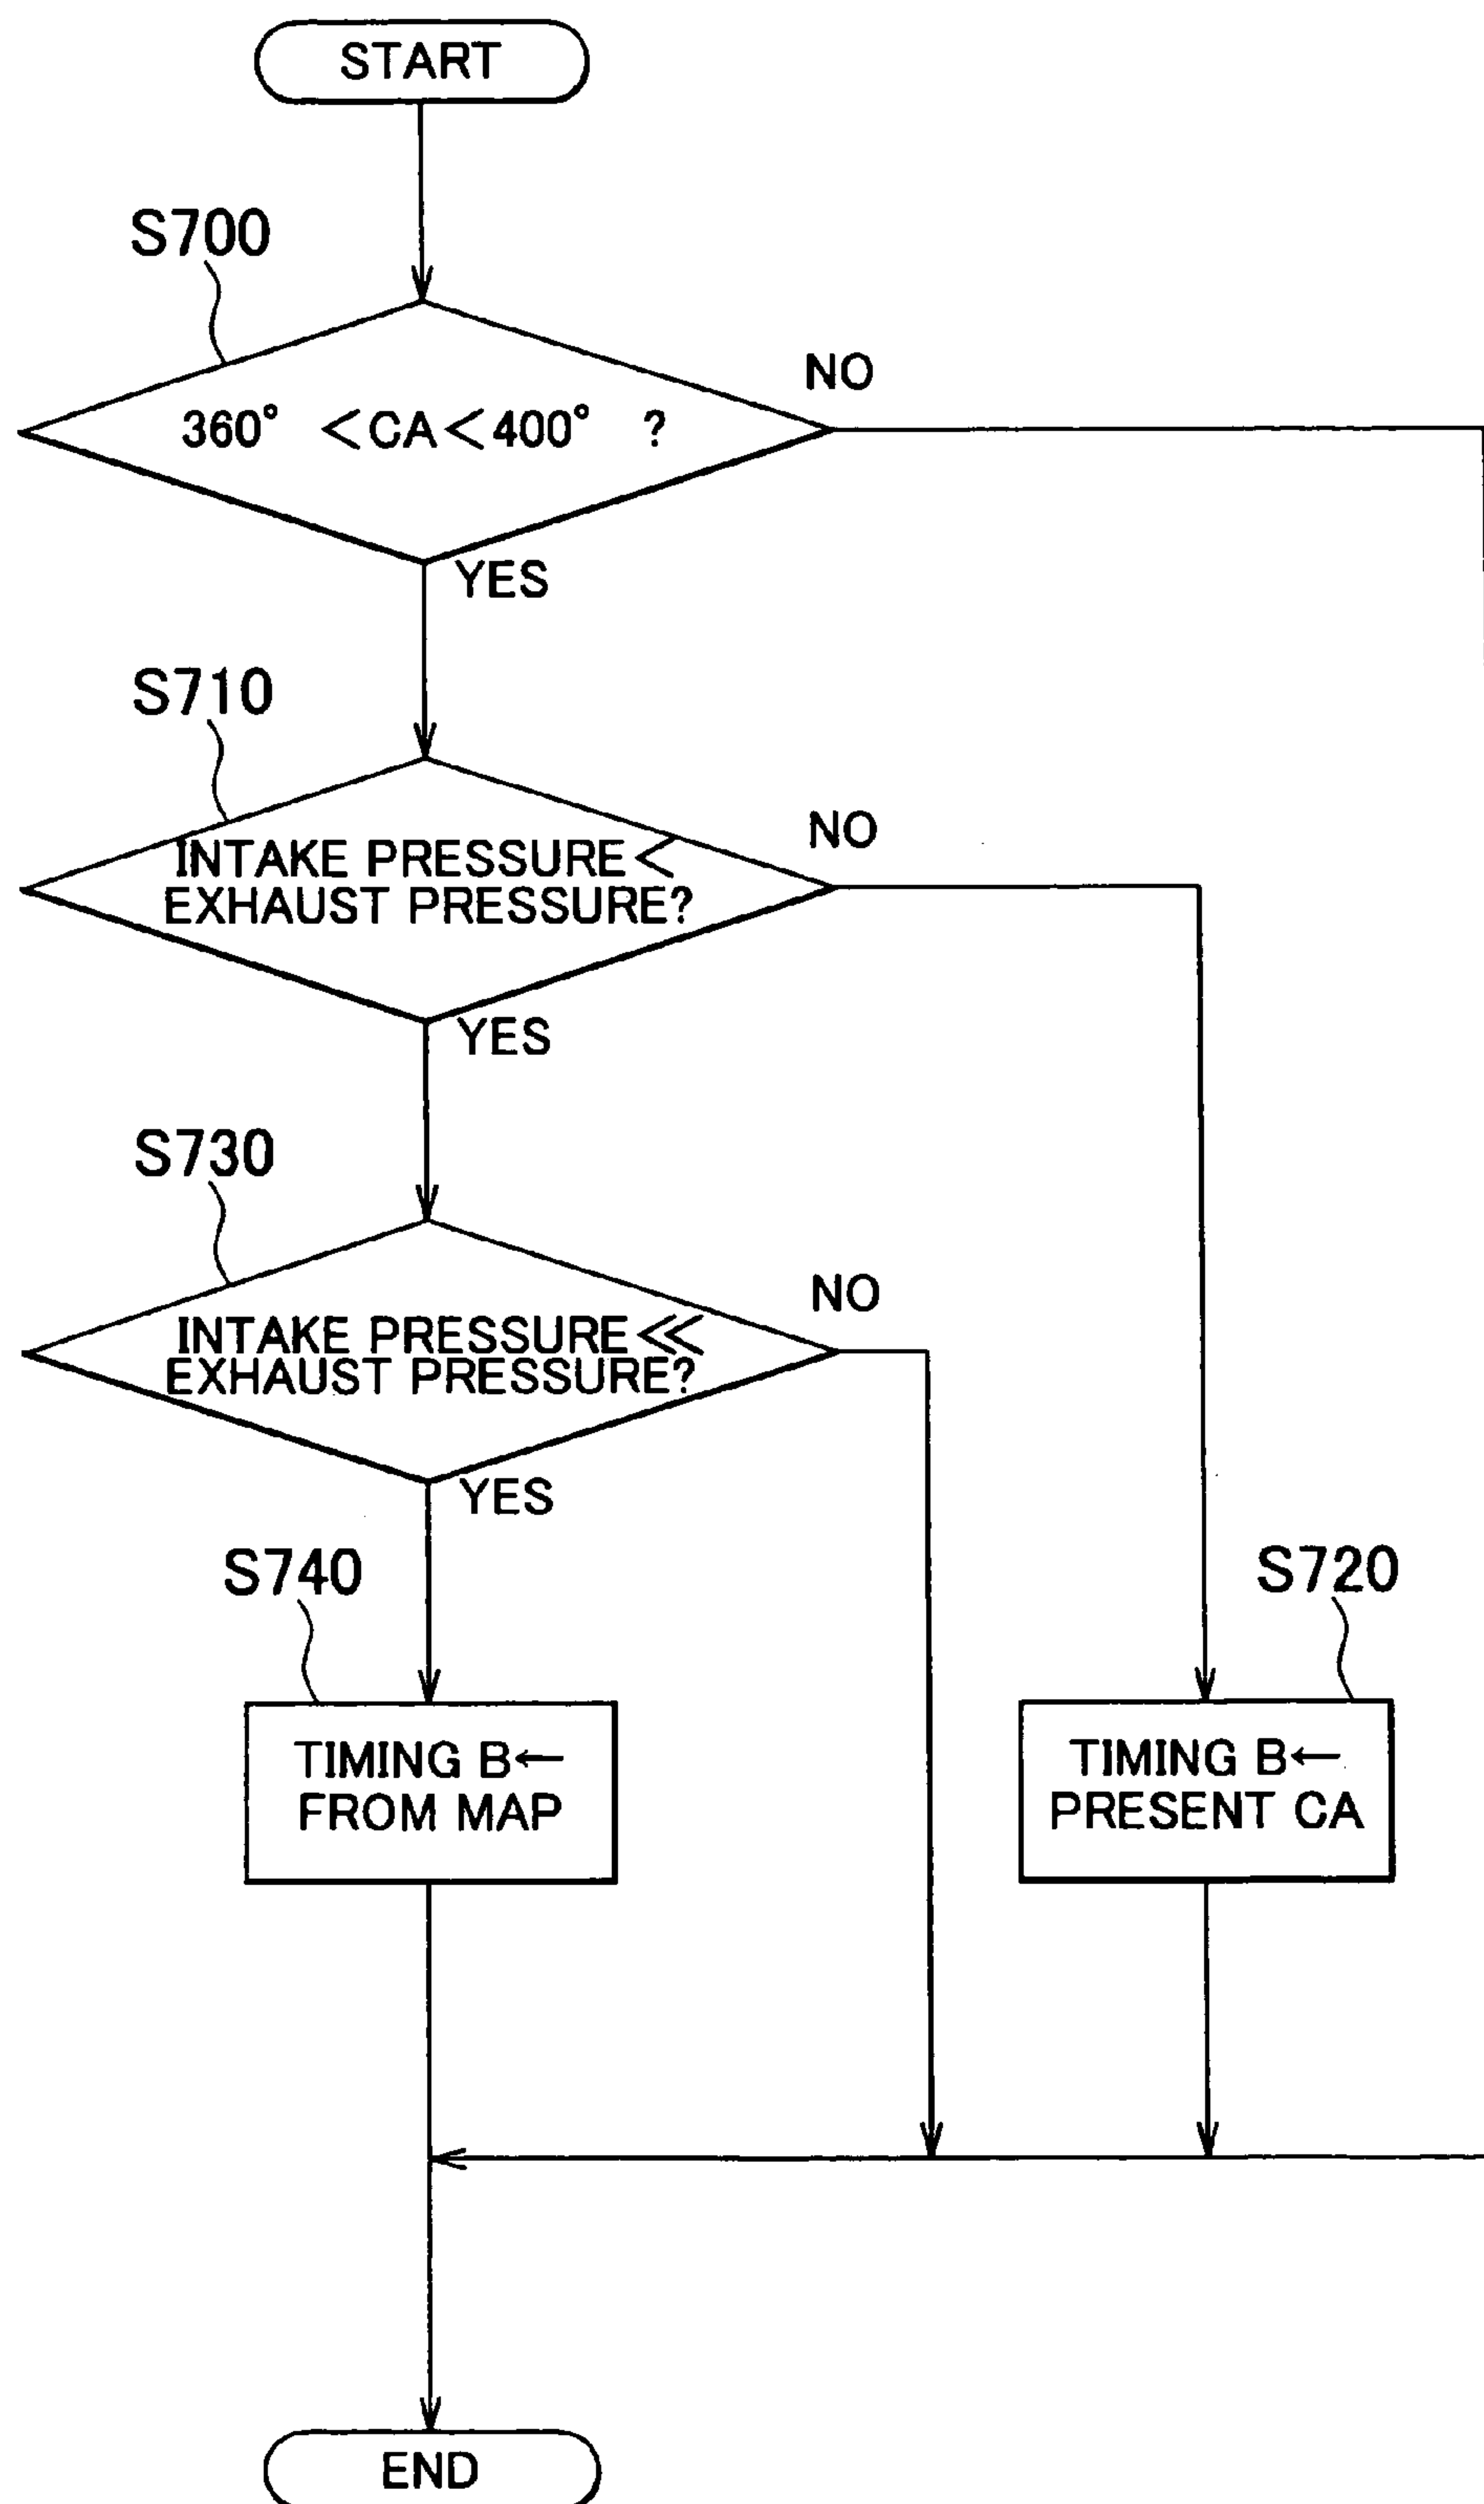 START
S700
NO
360° <CA<400° ?
YES
S710
NO
INTAKE PRESSURE<
EXHAUST PRESSURE?
YES
S730
NO
INTAKE PRESSURE≪
EXHAUST PRESSURE?
YES
S740
S720
TIMING B←
FROM MAP
TIMING B←
PRESENT CA
END